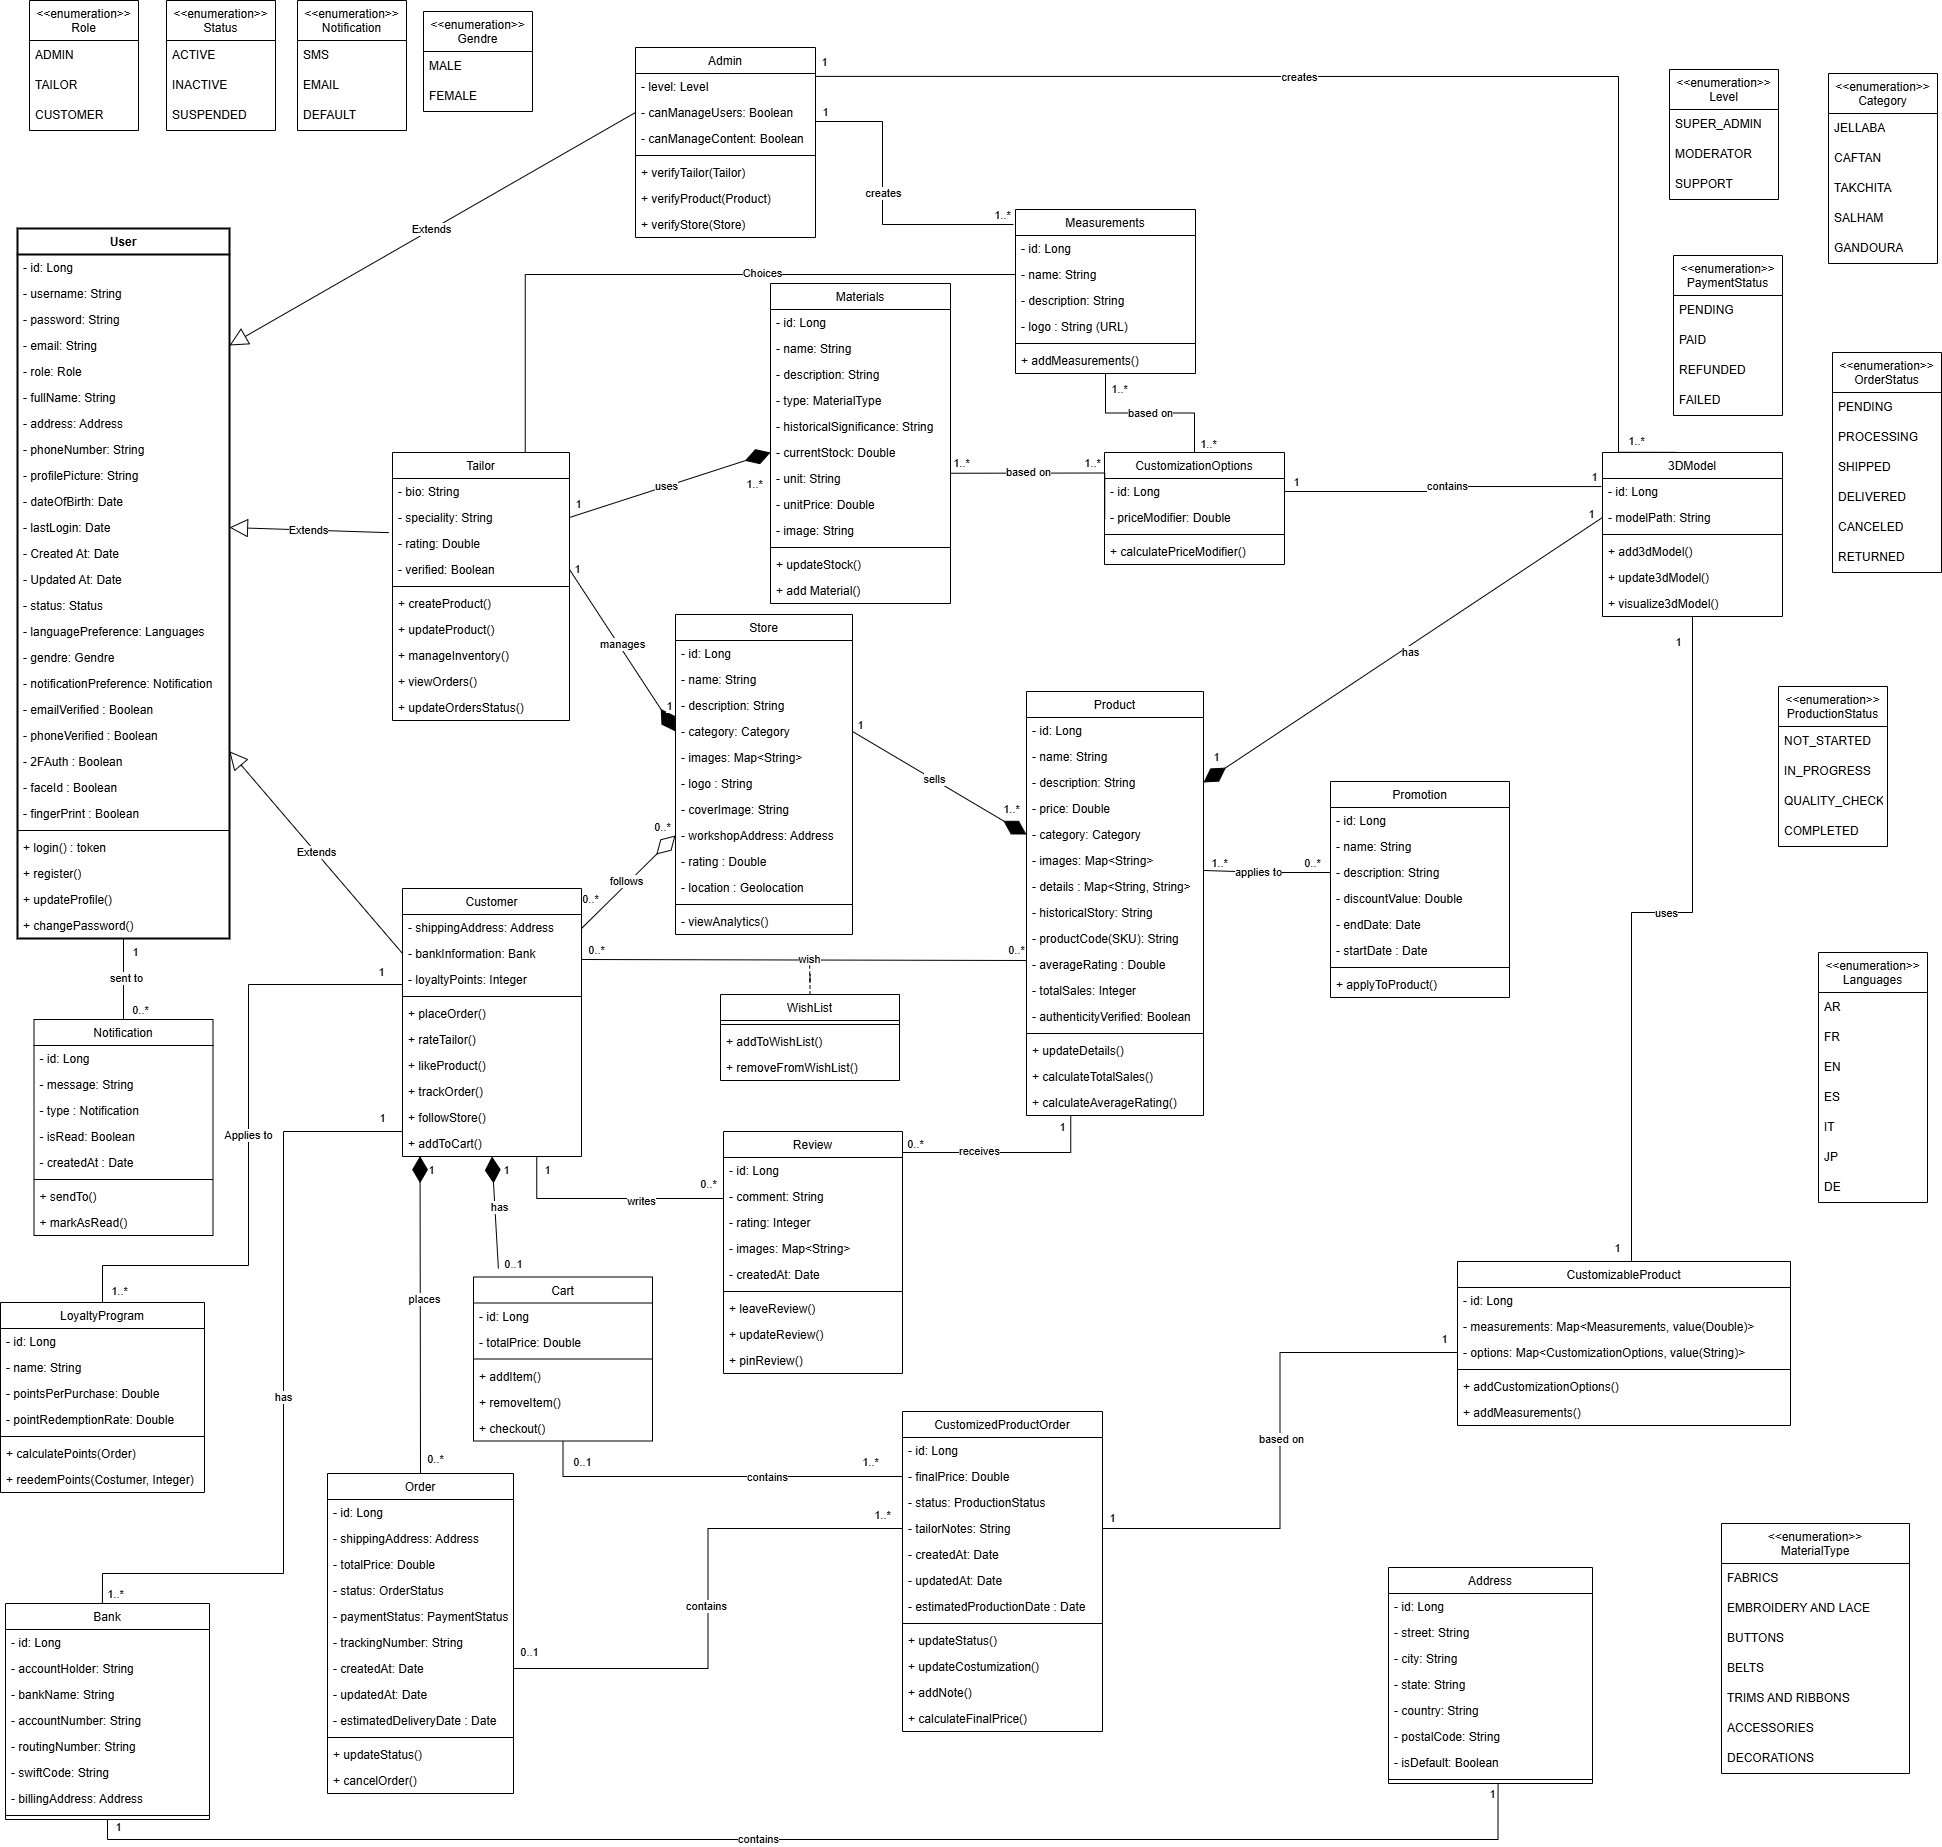 <<enumeration>>
Role
ADMIN
TAILOR
CUSTOMER
<<enumeration>>
Status
ACTIVE
INACTIVE
SUSPENDED
<<enumeration>>
Notification
SMS
EMAIL
DEFAULT
<<enumeration>>
Gendre
MALE
FEMALE
Admin
- level: Level
- canManageUsers: Boolean
- canManageContent: Boolean
+ verifyTailor(Tailor)
+ verifyProduct(Product)
+ verifyStore(Store)
1
creates
1..*
1
creates
1..*
<<enumeration>>
Level
SUPER_ADMIN
MODERATOR
SUPPORT
<<enumeration>>
Category
JELLABA
CAFTAN
TAKCHITA
SALHAM
GANDOURA
<<enumeration>>
PaymentStatus
PENDING
PAID
REFUNDED
FAILED
<<enumeration>>
OrderStatus
PENDING
PROCESSING
SHIPPED
DELIVERED
CANCELED
RETURNED
Extends
User
- id: Long
- username: String
- password: String
- email: String
- role: Role
- fullName: String
- address: Address
- phoneNumber: String
- profilePicture: String
- dateOfBirth: Date
- lastLogin: Date
- Created At: Date
- Updated At: Date
- status: Status
- languagePreference: Languages
- gendre: Gendre
- notificationPreference: Notification
- emailVerified : Boolean
- phoneVerified : Boolean
- 2FAuth : Boolean
- faceId : Boolean
- fingerPrint : Boolean
+ login() : token
+ register()
+ updateProfile()
+ changePassword()
Measurements
- id: Long
- name: String
- description: String
- logo : String (URL)
+ addMeasurements()
Choices
1..*
based on
1..*
Materials
- id: Long
- name: String
- description: String
- type: MaterialType
- historicalSignificance: String
- currentStock: Double
- unit: String
- unitPrice: Double
- image: String
+ updateStock()
+ add Material()
Extends
Tailor
- bio: String
- speciality: String
- rating: Double
- verified: Boolean
+ createProduct()
+ updateProduct()
+ manageInventory()
+ viewOrders()
+ updateOrdersStatus()
1
uses
1..*
1
manages
1
1..*
based on
1..*
CustomizationOptions
- id: Long
- priceModifier: Double
+ calculatePriceModifier()
1
contains
1
3DModel
- id: Long
- modelPath: String
+ add3dModel()
+ update3dModel()
+ visualize3dModel()
1
has
1
1
uses
1
Store
- id: Long
- name: String
- description: String
- category: Category
- images: Map<String>
- logo : String
- coverImage: String
- workshopAddress: Address
- rating : Double
- location : Geolocation
- viewAnalytics()
1
sells
1..*
Product
- id: Long
- name: String
- description: String
- price: Double
- category: Category
- images: Map<String>
- details : Map<String, String>
- historicalStory: String
- productCode(SKU): String
- averageRating : Double
- totalSales: Integer
- authenticityVerified: Boolean
+ updateDetails()
+ calculateTotalSales()
+ calculateAverageRating()
1..*
applies to
0..*
Promotion
- id: Long
- name: String
- description: String
- discountValue: Double
- endDate: Date
- startDate : Date
+ applyToProduct()
<<enumeration>>
ProductionStatus
NOT_STARTED
IN_PROGRESS
QUALITY_CHECK
COMPLETED
<<enumeration>>
Languages
AR
FR
EN
ES
IT
JP
DE
Extends
0..*
follows
0..*
Customer
- shippingAddress: Address
- bankInformation: Bank
- loyaltyPoints: Integer
+ placeOrder()
+ rateTailor()
+ likeProduct()
+ trackOrder()
+ followStore()
+ addToCart()
0..*
wish
0..*
WishList
+ addToWishList()
+ removeFromWishList()
1
sent to
0..*
Notification
- id: Long
- message: String
- type : Notification
- isRead: Boolean
- createdAt : Date
+ sendTo()
+ markAsRead()
1
Applies to
1..*
1
has
1..*
1
places
0..*
1
has
0..1
1
writes
0..*
Review
- id: Long
- comment: String
- rating: Integer
- images: Map<String>
- createdAt: Date
+ leaveReview()
+ updateReview()
+ pinReview()
0..*
receives
1
CustomizableProduct
- id: Long
- measurements: Map<Measurements, value(Double)>
- options: Map<CustomizationOptions, value(String)>
+ addCustomizationOptions()
+ addMeasurements()
LoyaltyProgram
- id: Long
- name: String
- pointsPerPurchase: Double
- pointRedemptionRate: Double
+ calculatePoints(Order)
+ reedemPoints(Costumer, Integer)
Cart
- id: Long
- totalPrice: Double
+ addItem()
+ removeItem()
+ checkout()
0..1
contains
1..*
CustomizedProductOrder
- id: Long
- finalPrice: Double
- status: ProductionStatus
- tailorNotes: String
- createdAt: Date
- updatedAt: Date
- estimatedProductionDate : Date
+ updateStatus()
+ updateCostumization()
+ addNote()
+ calculateFinalPrice()
1
based on
1
Order
- id: Long
- shippingAddress: Address
- totalPrice: Double
- status: OrderStatus
- paymentStatus: PaymentStatus
- trackingNumber: String
- createdAt: Date
- updatedAt: Date
- estimatedDeliveryDate : Date
+ updateStatus()
+ cancelOrder()
0..1
contains
1..*
Bank
- id: Long
- accountHolder: String
- bankName: String
- accountNumber: String
- routingNumber: String
- swiftCode: String
- billingAddress: Address
1
contains
1
Address
- id: Long
- street: String
- city: String
- state: String
- country: String
- postalCode: String
- isDefault: Boolean
<<enumeration>>
MaterialType
FABRICS
EMBROIDERY AND LACE
BUTTONS
BELTS
TRIMS AND RIBBONS
ACCESSORIES
DECORATIONS